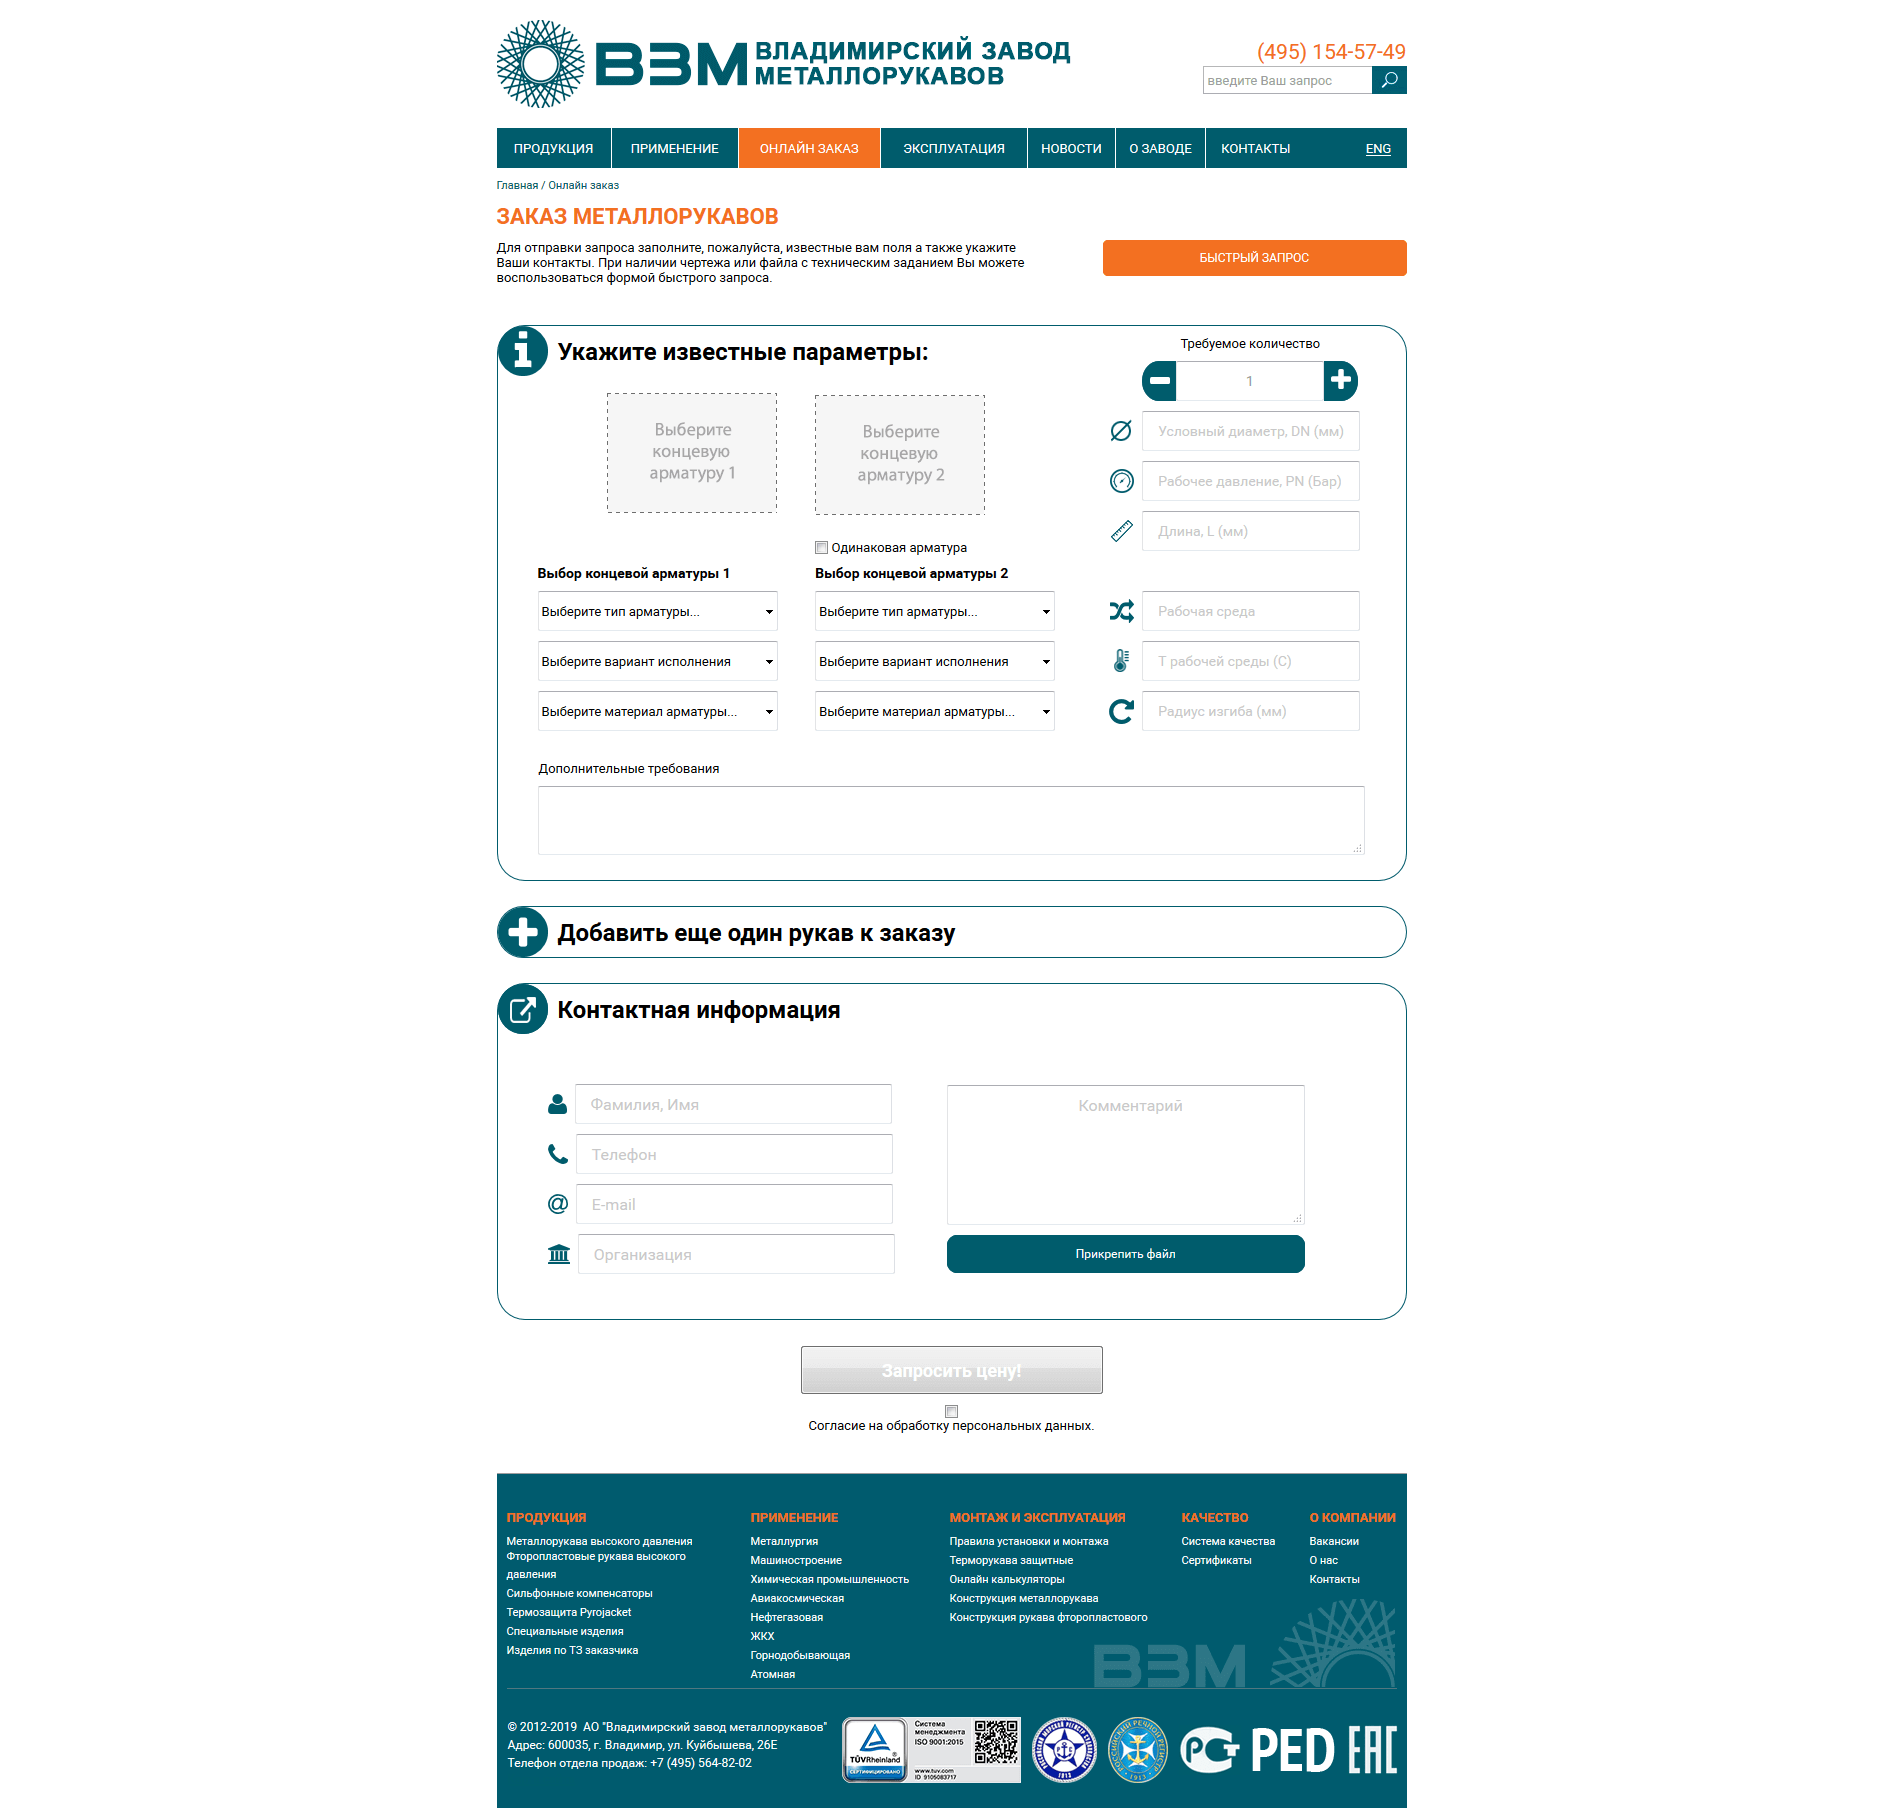 ВЗМ ВЛАДИМИРСКИЙ ЗАВОД
МЕТАЛЛОРУКАВОВ
(495) 154-57-49
введите Ваш запрос
ПРОДУКЦИЯ ПРИМЕНЕНИЕ ОНЛАЙН ЗАКАЗ ЭКСПЛУАТАЦИЯ НОВОСТИ О ЗАВОДЕ КОНТАКТЫ ENG
Главная / Онлайн заказ
ЗАКАЗ МЕТАЛЛОРУКАВОВ
Для отправки запроса заполните, пожалуйста, известные вам поля а также укажите
Ваши контакты. При наличии чертежа или файла с техническим заданием Вы можете
воспользоваться формой быстрого запроса.
БЫСТРЫЙ ЗАПРОС
Укажите известные параметры:
Требуемое количество
1
Выберите
концевую
арматуру 1
Выберите
концевую
арматуру 2
Условный диаметр, DN (мм)
Рабочее давление, PN (Бар)
Длина, L (мм)
Одинаковая арматура
Выбор концевой арматуры 1
Выбор концевой арматуры 2
Выберите тип арматуры...
Выберите тип арматуры...
Рабочая среда
Выберите вариант исполнения
Выберите вариант исполнения
Т рабочей среды (С)
Выберите материал арматуры...
Выберите материал арматуры...
Радиус изгиба (мм)
Дополнительные требования
Добавить еще один рукав к заказу
Контактная информация
Фамилия, Имя
Телефон
E-mail
Организация
Комментарий
Прикрепить файл
Запросить цену!
Согласие на обработку персональных данных.
ПРОДУКЦИЯ
Металлорукава высокого давления
Фторопластовые рукава высокого
давления
Сильфонные компенсаторы
Термозащита Pyrojacket
Специальные изделия
Изделия по ТЗ заказчика
ПРИМЕНЕНИЕ
Металлургия
Машиностроение
Химическая промышленность
Авиакосмическая
Нефтегазовая
ЖКХ
Горнодобывающая
Атомная
МОНТАЖ И ЭКСПЛУАТАЦИЯ
Правила установки и монтажа
Терморукава защитные
Онлайн калькуляторы
Конструкция металлорукава
Конструкция рукава фторопластового
КАЧЕСТВО
Система качества
Сертификаты
О КОМПАНИИ
Вакансии
О нас
Контакты
ВЗМ
© 2012-2019 АО "Владимирский завод металлорукавов"
Адрес: 600035, г. Владимир, ул. Куйбышева, 26Е
Телефон отдела продаж: +7 (495) 564-82-02
TÜVRheinland
СЕРТИФИЦИРОВАНО
Система
менеджмента
ISO 9001:2015
www.tuv.com
ID 9105083717
РОССИЙСКИЙ РЕЧНОЙ РЕГИСТР
1913
1913
РСТ PED EAC